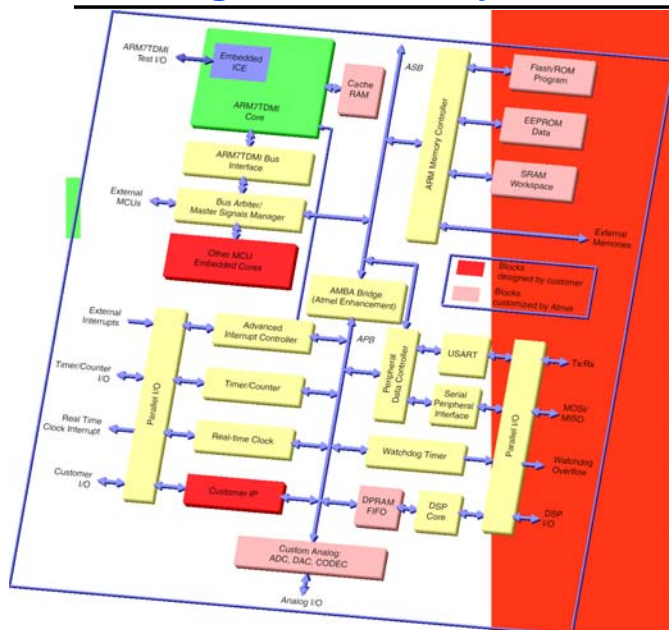 ARM7TDMI
Test I/O
Embedded
ICE
ARM7TDMI
Core
Cache
RAM
ASB
ARM Memory Controller
Flash/ROM
Program
EEPROM
Data
SRAM
Workspace
External
Memories
ARM7TDMI Bus
Interface
External
MCUs
Bus Arbiter/
Master Signals Manager
Other MCU
Embedded Cores
Blocks
designed by customer
Blocks
customized by Atmel
AMBA Bridge
(Atmel Enhancement)
APB
External
Interrupts
Timer/Counter
I/O
Real Time
Clock Interrupt
Customer
I/O
Parallel I/O
Advanced
Interrupt Controller
Timer/Counter
Real-time Clock
Customer IP
Peripheral
Data Controller
USART
Serial
Peripheral
Interface
Watchdog Timer
DPRAM
FIFO
DSP
Core
Parallel I/O
Tx/Rx
MOSI/
MISO
Watchdog
Overflow
DSP
I/O
Custom Analog:
ADC, DAC, CODEC
Analog I/O